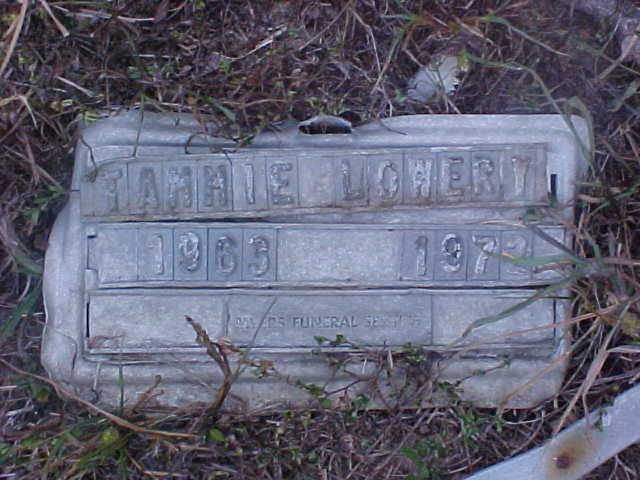 TAMMIE LOWERY
1963 1972
FUNERAL SERVICE